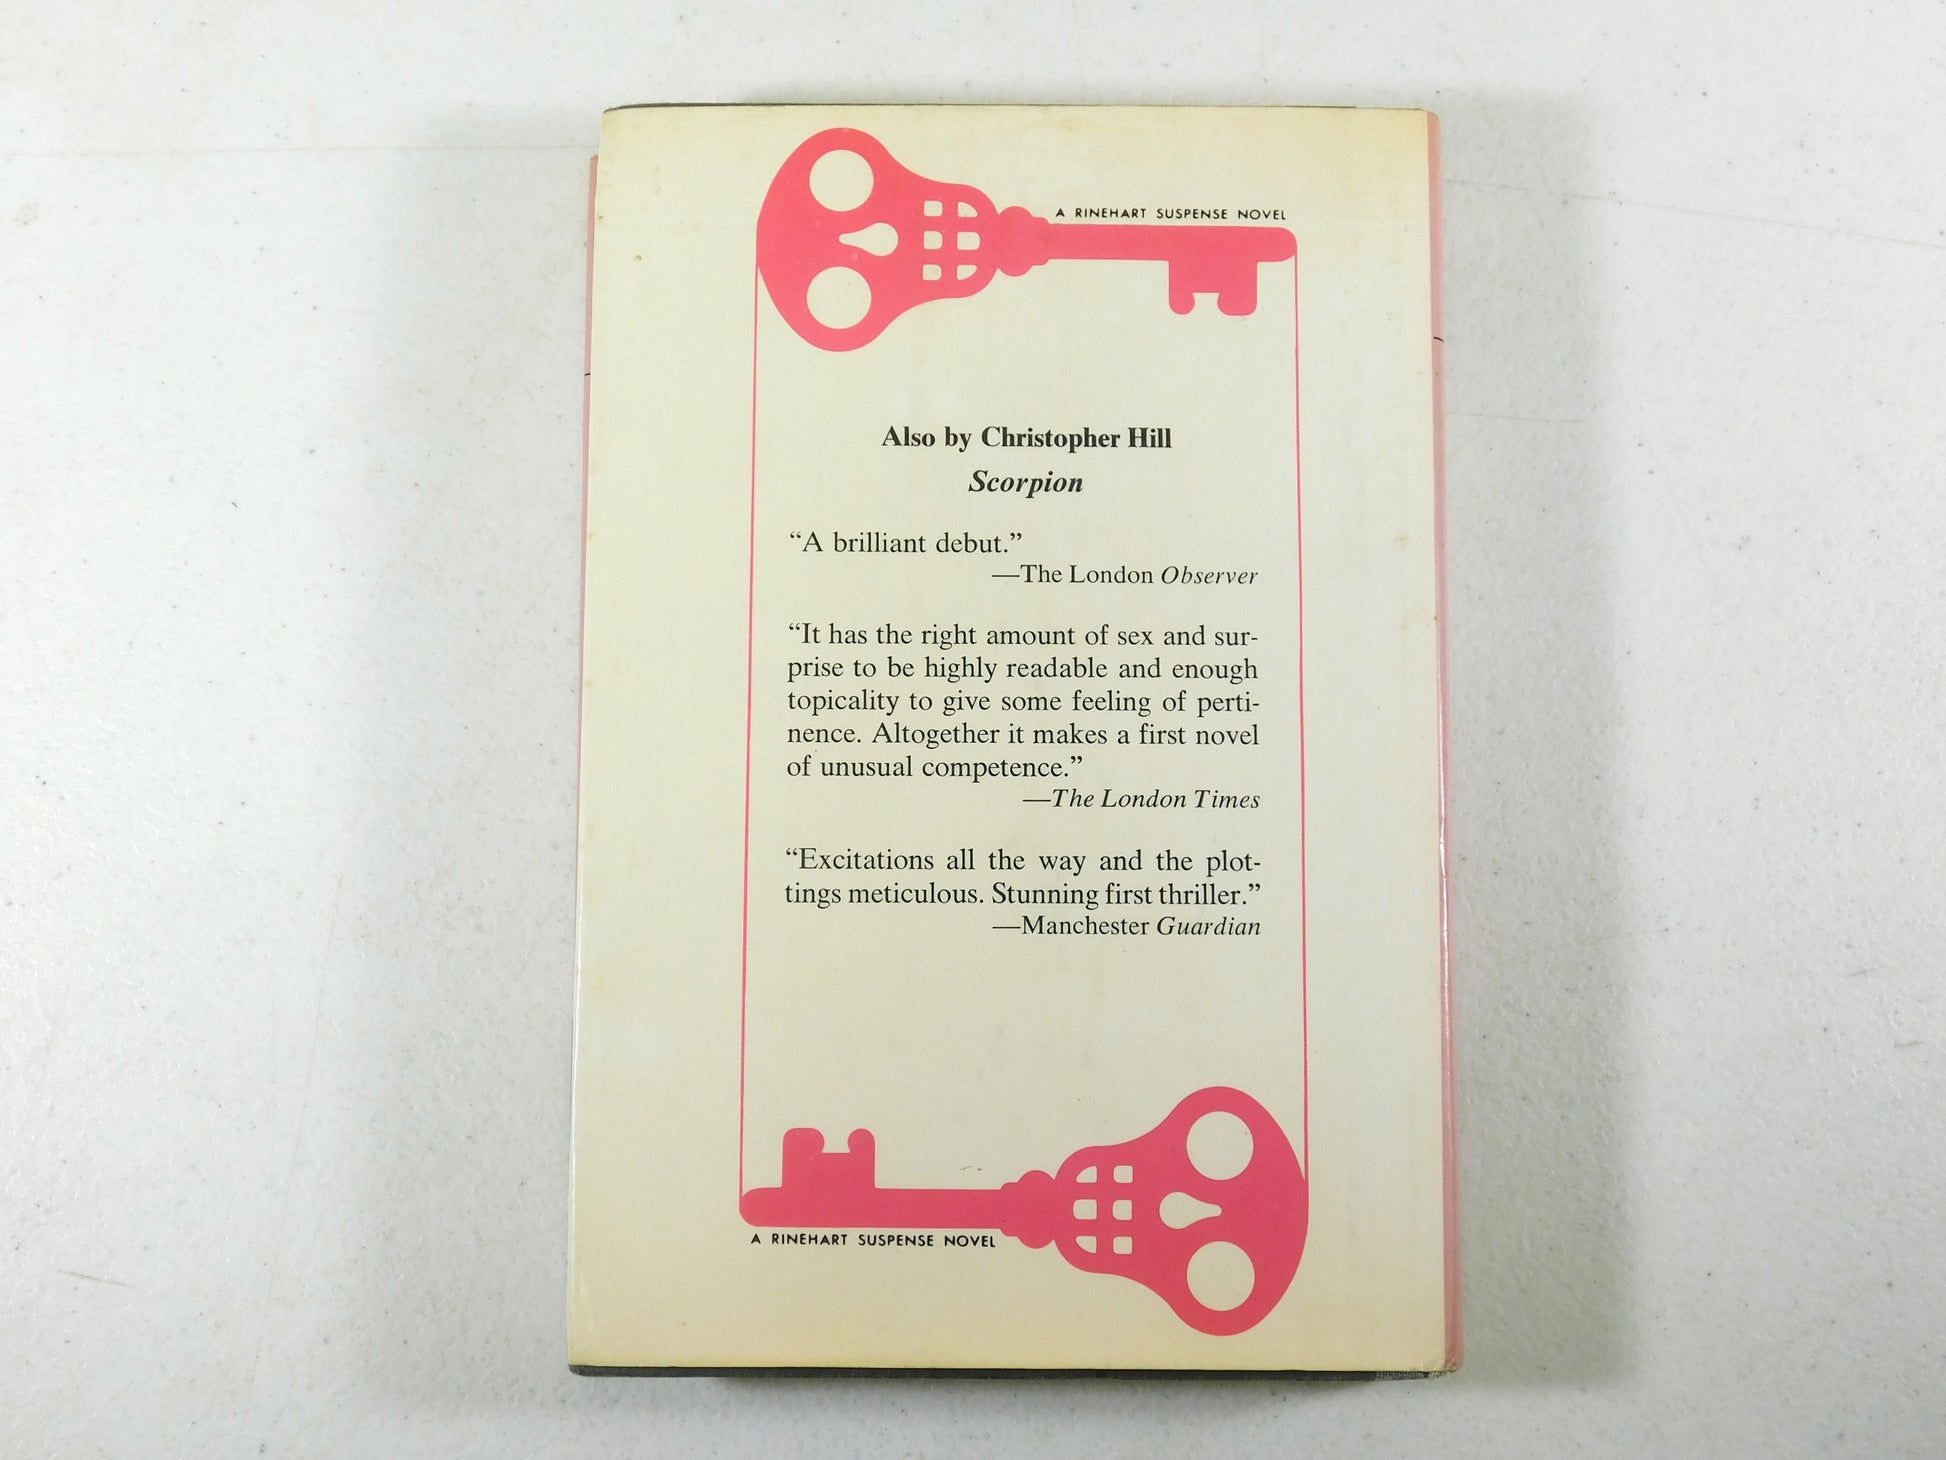 A RINEHART SUSPENSE NOVEL
Also by Christopher Hill
Scorpion
“A brilliant debut.”
—The London Observer
“It has the right amount of sex and sur-
prise to be highly readable and enough
topicality to give some feeling of perti-
nence. Altogether it makes a first novel
of unusual competence.”
—The London Times
“Excitations all the way and the plot-
tings meticulous. Stunning first thriller.”
—Manchester Guardian
A RINEHART SUSPENSE NOVEL